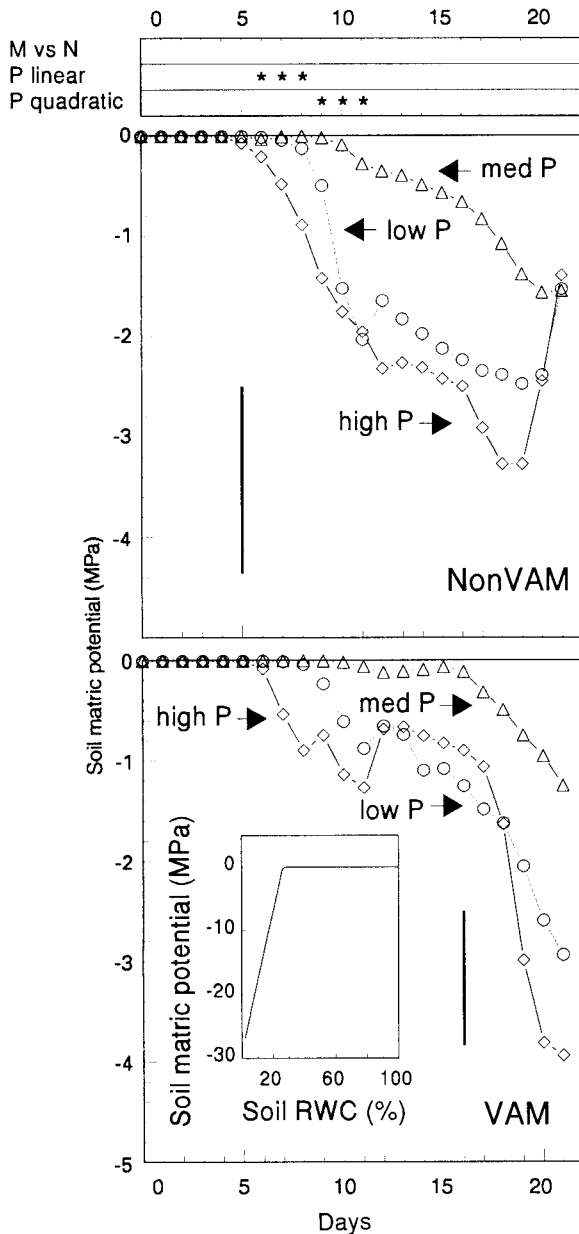 0 5 10 15 20
M vs N
P linear * * *
P quadratic * * *
0
med P
low P
-1
-2
high P
-3
-4
NonVAM
Soil matric potential (MPa)
0
high P
med P
-1
low P
-2
-3
-4
-5
Soil matric potential (MPa)
0
-10
-20
-30
20 60 100
Soil RWC (%)
VAM
0 5 10 15 20
Days